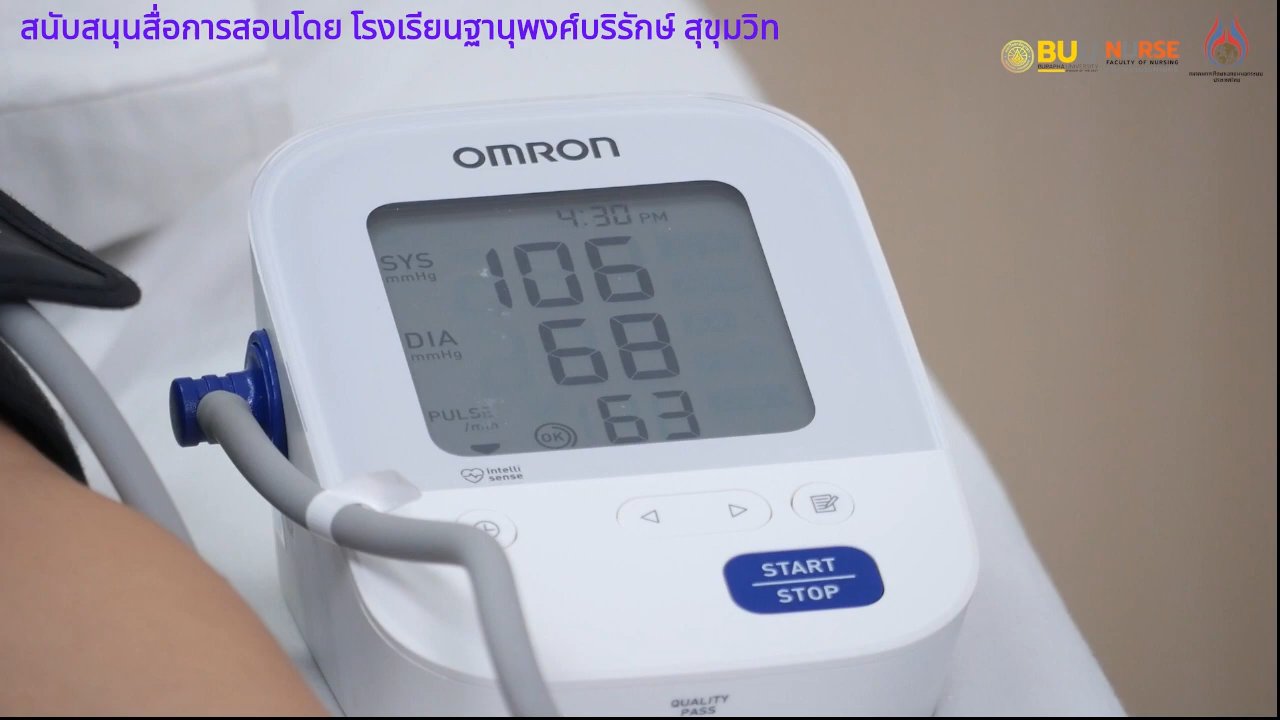 สนับสนุนสื่อการสอนโดย โรงเรียนฐานุพงศ์บริรักษ์ สุขุมวิท
BU NURSE
BURAPHA UNIVERSITY FACULTY OF NURSING
OMRON
4:30 PM
SYS 106
mmHg
DIA 68
mmHg
PULSE 63
/min
OK
intelli
sense
START
STOP
QUALITY
PASS